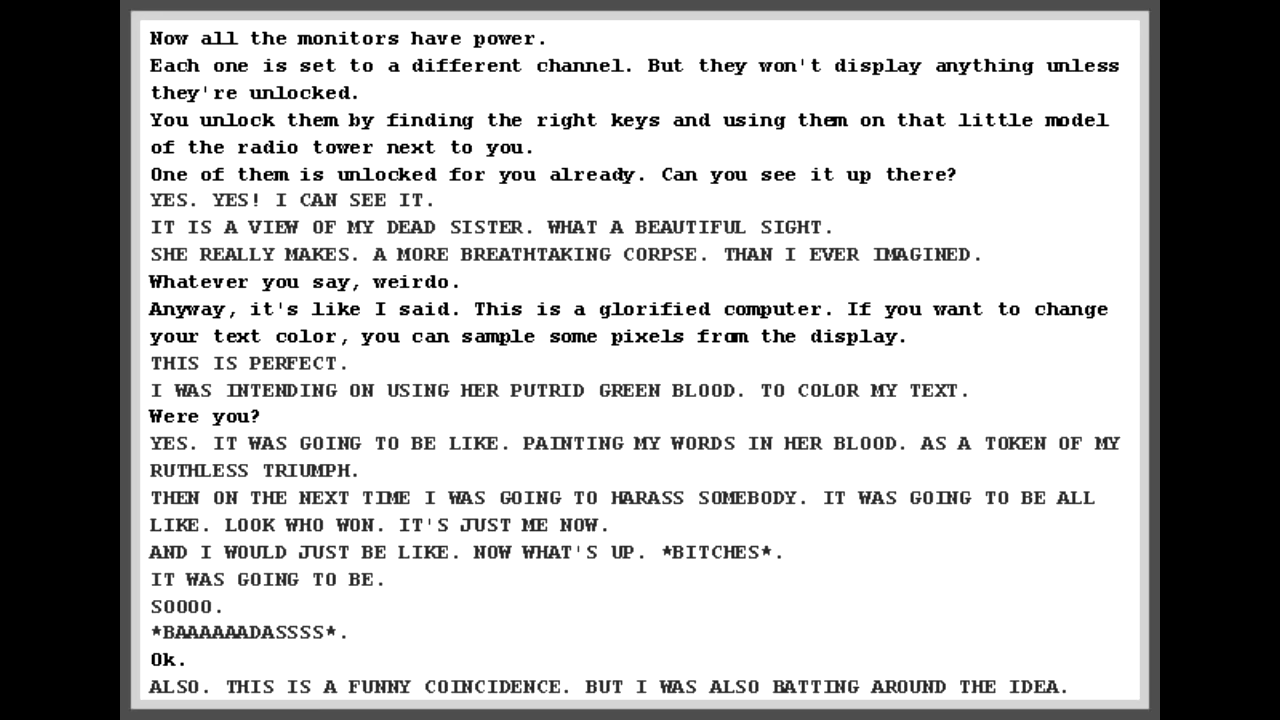 Now all the monitors have power.
Each one is set to a different channel. But they won't display anything unless
they're unlocked.
You unlock them by finding the right keys and using them on that little model
of the radio tower next to you.
One of them is unlocked for you already. Can you see it up there?
YES. YES! I CAN SEE IT.
IT IS A VIEW OF MY DEAD SISTER. WHAT A BEAUTIFUL SIGHT.
SHE REALLY MAKES. A MORE BREATHTAKING CORPSE. THAN I EVER IMAGINED.
Whatever you say, weirdo.
Anyway, it's like I said. This is a glorified computer. If you want to change
your text color, you can sample some pixels from the display.
THIS IS PERFECT.
I WAS INTENDING ON USING HER PUTRID GREEN BLOOD. TO COLOR MY TEXT.
Were you?
YES. IT WAS GOING TO BE LIKE. PAINTING MY WORDS IN HER BLOOD. AS A TOKEN OF MY
RUTHLESS TRIUMPH.
THEN ON THE NEXT TIME I WAS GOING TO HARASS SOMEBODY. IT WAS GOING TO BE ALL
LIKE. LOOK WHO WON. IT'S JUST ME NOW.
AND I WOULD JUST BE LIKE. NOW WHAT'S UP. *BITCHES*.
IT WAS GOING TO BE.
SOOOO.
*BAAAAAADASSSS*.
Ok.
ALSO. THIS IS A FUNNY COINCIDENCE. BUT I WAS ALSO BATTING AROUND THE IDEA.